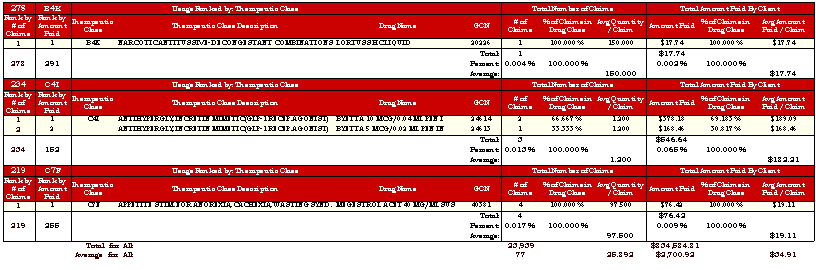 278 B4K Usage Ranked by: Therapeutic Class Total Number of Claims Total Amount Paid By Client
Rank by # of Claims Rank by Amount Paid Therapeutic Class Therapeutic Class Description Drug Name GCN # of Claims % of Claims in Drug Class Avg Quantity / Claim Amount Paid % of Claims in Drug Class Avg Amount Paid / Claim
1 1 B4K NARCOTIC ANTITUSSIVE-DECONGESTANT COMBINATIONS 20226 1 100.000 % 150.000 $17.74 100.000 % $17.74
Total: 1 $17.74
278 291 Percent: 0.004 % 100.000 % 0.002 % 100.000 %
Average: 150.000 $17.74
234 C4I Usage Ranked by: Therapeutic Class Total Number of Claims Total Amount Paid By Client
Rank by # of Claims Rank by Amount Paid Therapeutic Class Therapeutic Class Description Drug Name GCN # of Claims % of Claims in Drug Class Avg Quantity / Claim Amount Paid % of Claims in Drug Class Avg Amount Paid / Claim
1 1 C4I ANTIHYPERGLY,INCRETIN MIMETIC(GLP-1 RECEP.AGONIST) BYETTA 10 MCG/0.04 ML PEN I 24614 2 66.667 % 1.200 $378.18 69.183 % $189.09
2 2 ANTIHYPERGLY,INCRETIN MIMETIC(GLP-1 RECEP.AGONIST) BYETTA 5 MCG/0.02 ML PEN IN 24613 1 33.333 % 1.200 $168.46 30.817 % $168.46
Total: 3 $546.64
234 152 Percent: 0.013 % 100.000 % 0.065 % 100.000 %
Average: 1.200 $182.21
219 C7F Usage Ranked by: Therapeutic Class Total Number of Claims Total Amount Paid By Client
Rank by # of Claims Rank by Amount Paid Therapeutic Class Therapeutic Class Description Drug Name GCN # of Claims % of Claims in Drug Class Avg Quantity / Claim Amount Paid % of Claims in Drug Class Avg Amount Paid / Claim
1 1 C7F APPETITE STIM. FOR ANOREXIA,CACHEXIA,WASTING SYND. MEGESTROL ACET 40 MG/ML SUS 40381 4 100.000 % 97.500 $76.42 100.000 % $19.11
Total: 4 $76.42
219 255 Percent: 0.017 % 100.000 % 0.009 % 100.000 %
Average: 97.500 $19.11
Total for All: 23,939 $834,584.81
Average for All: 77 26.892 $2,700.92 $34.91